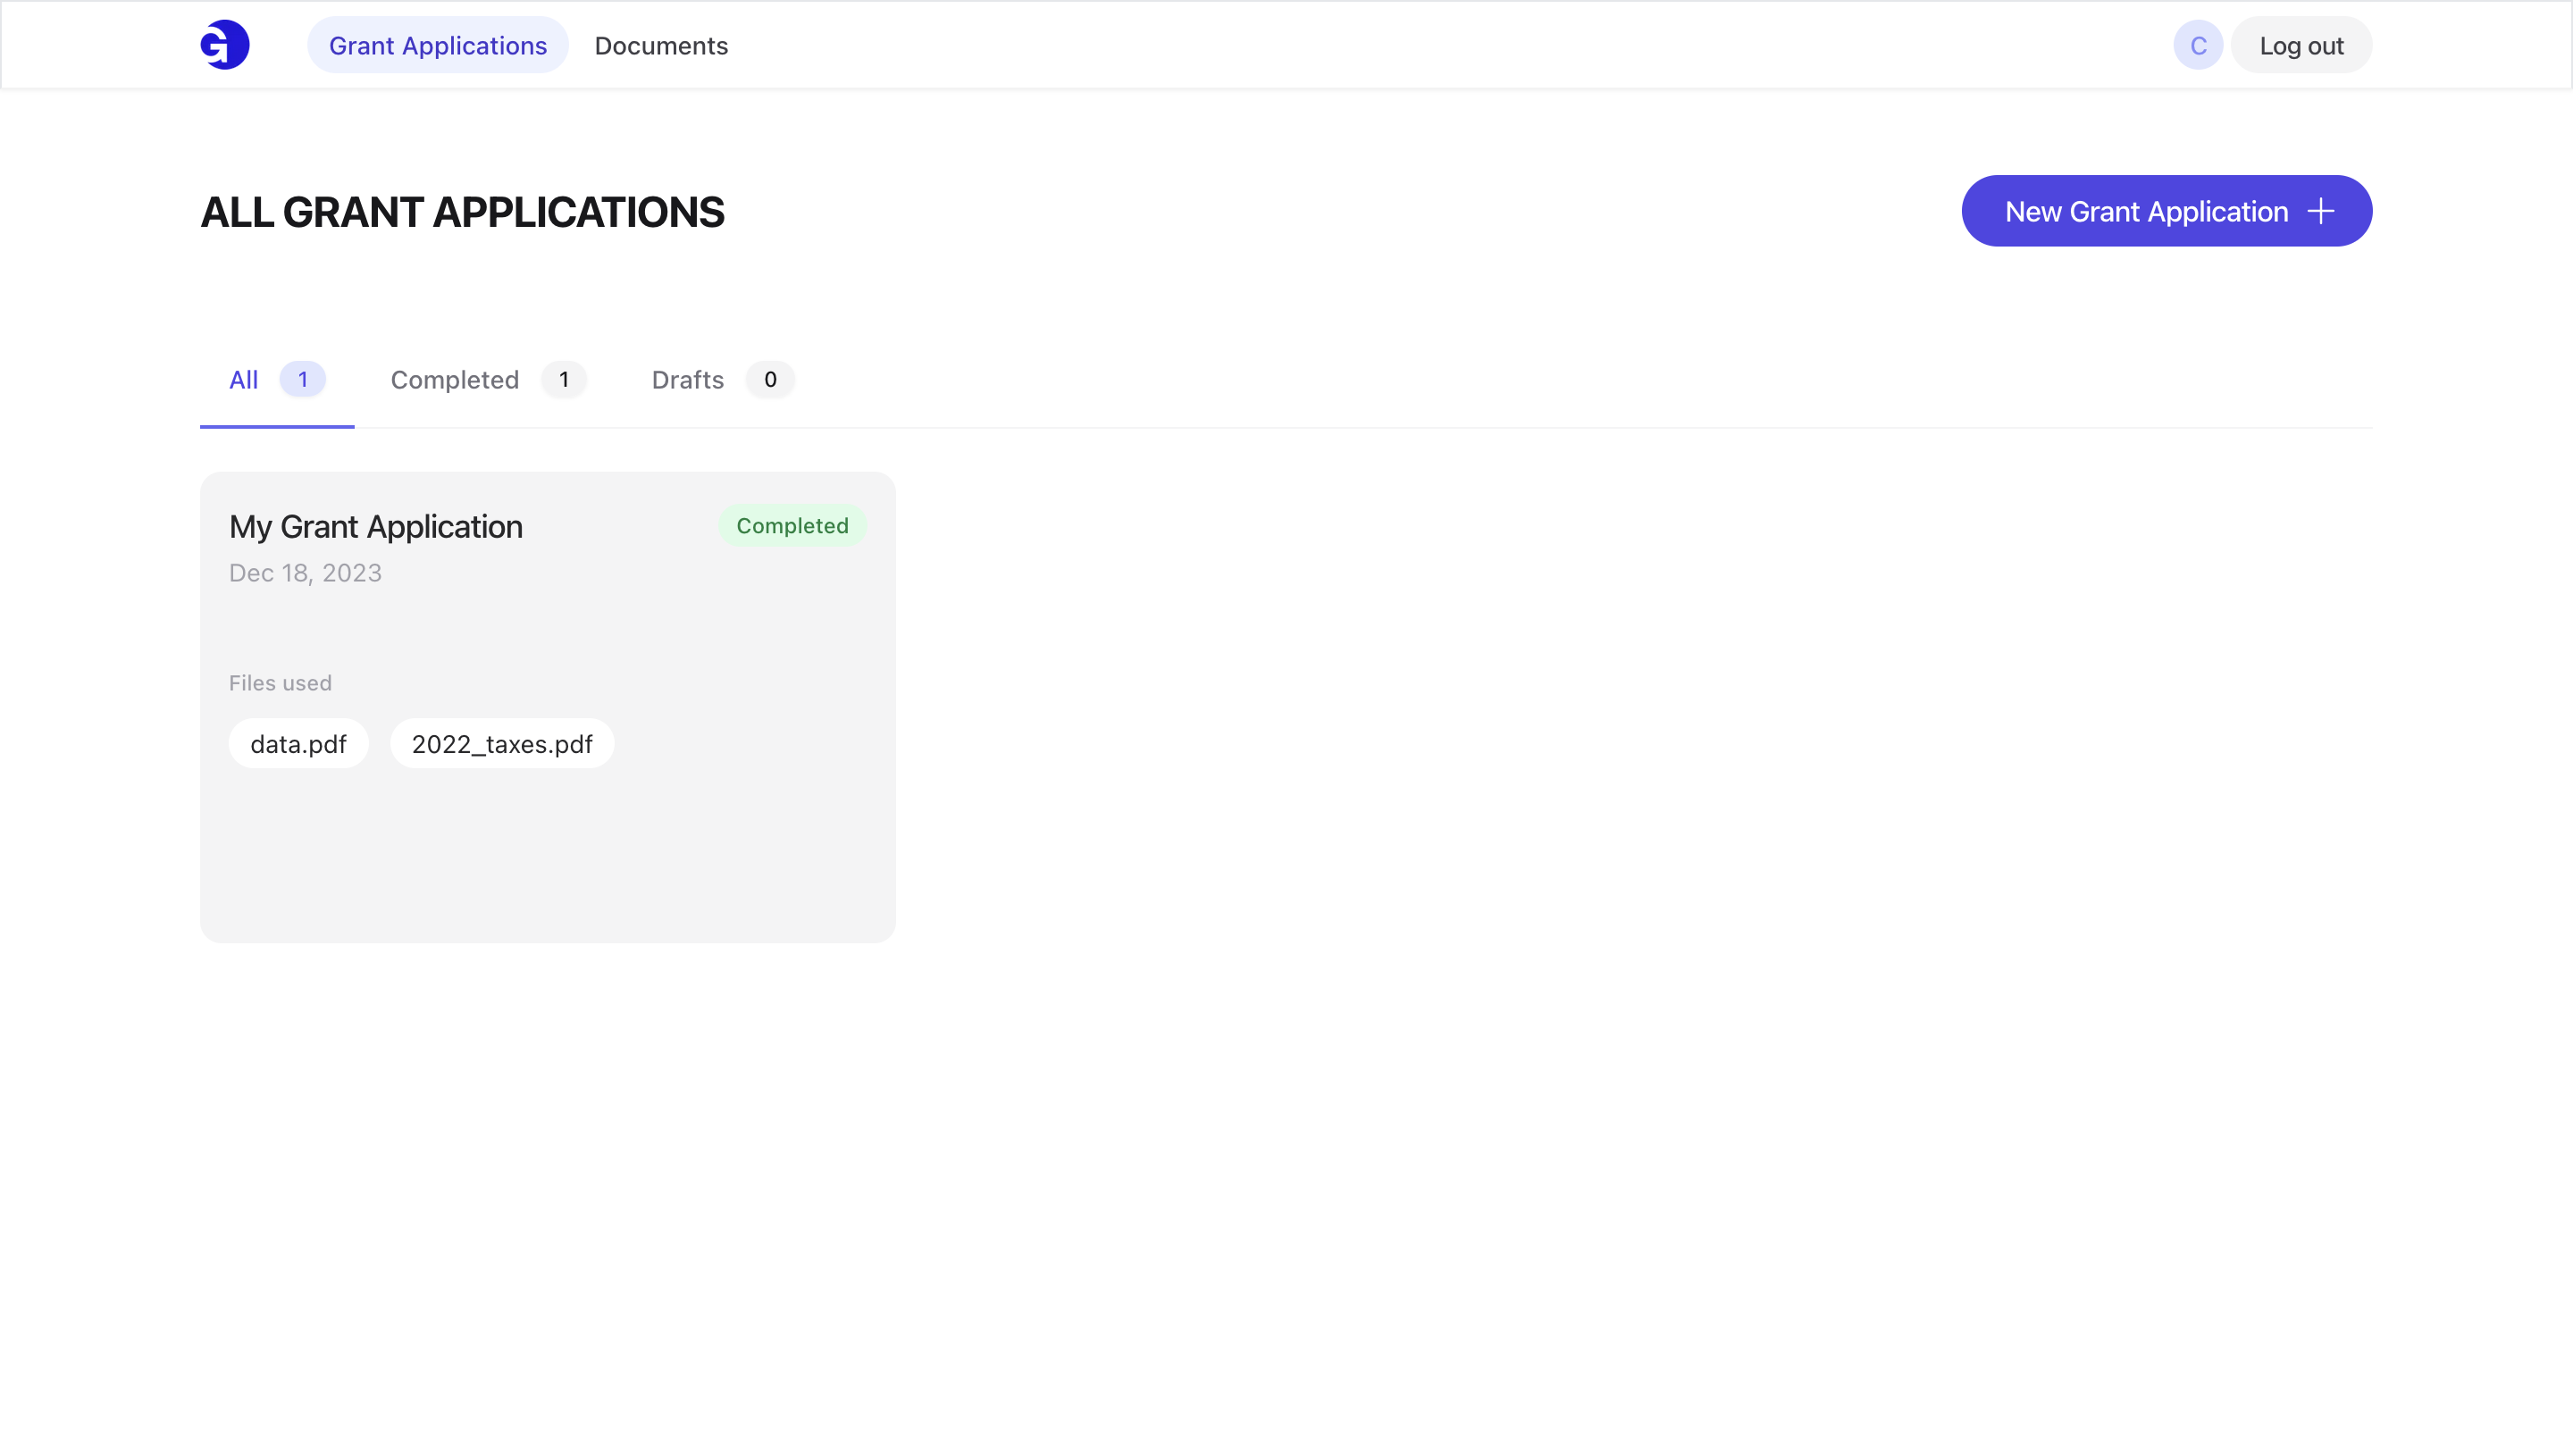 G
Grant Applications
Documents
C
Log out
ALL GRANT APPLICATIONS
New Grant Application
All 1
Completed 1
Drafts 0
My Grant Application
Completed
Dec 18, 2023
Files used
data.pdf
2022_taxes.pdf